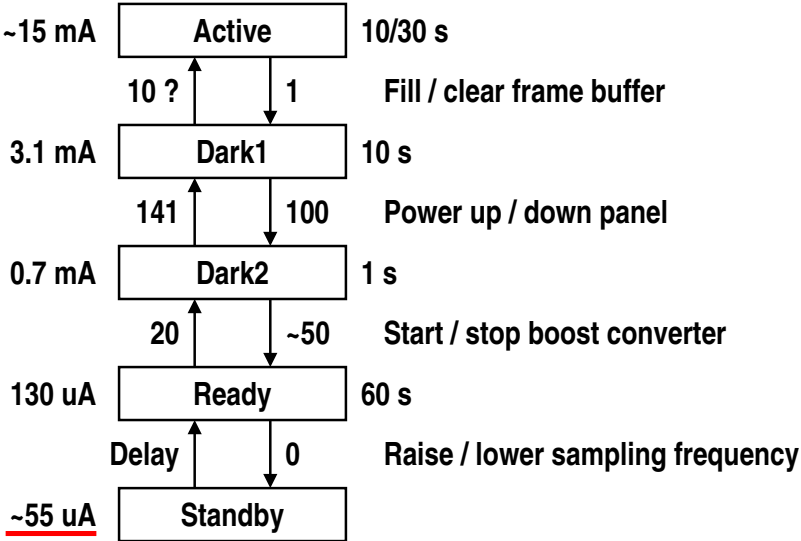 ~15 mA Active 10/30 s
10 ? 1 Fill / clear frame buffer
3.1 mA Dark1 10 s
141 100 Power up / down panel
0.7 mA Dark2 1 s
20 ~50 Start / stop boost converter
130 uA Ready 60 s
Delay 0 Raise / lower sampling frequency
~55 uA Standby